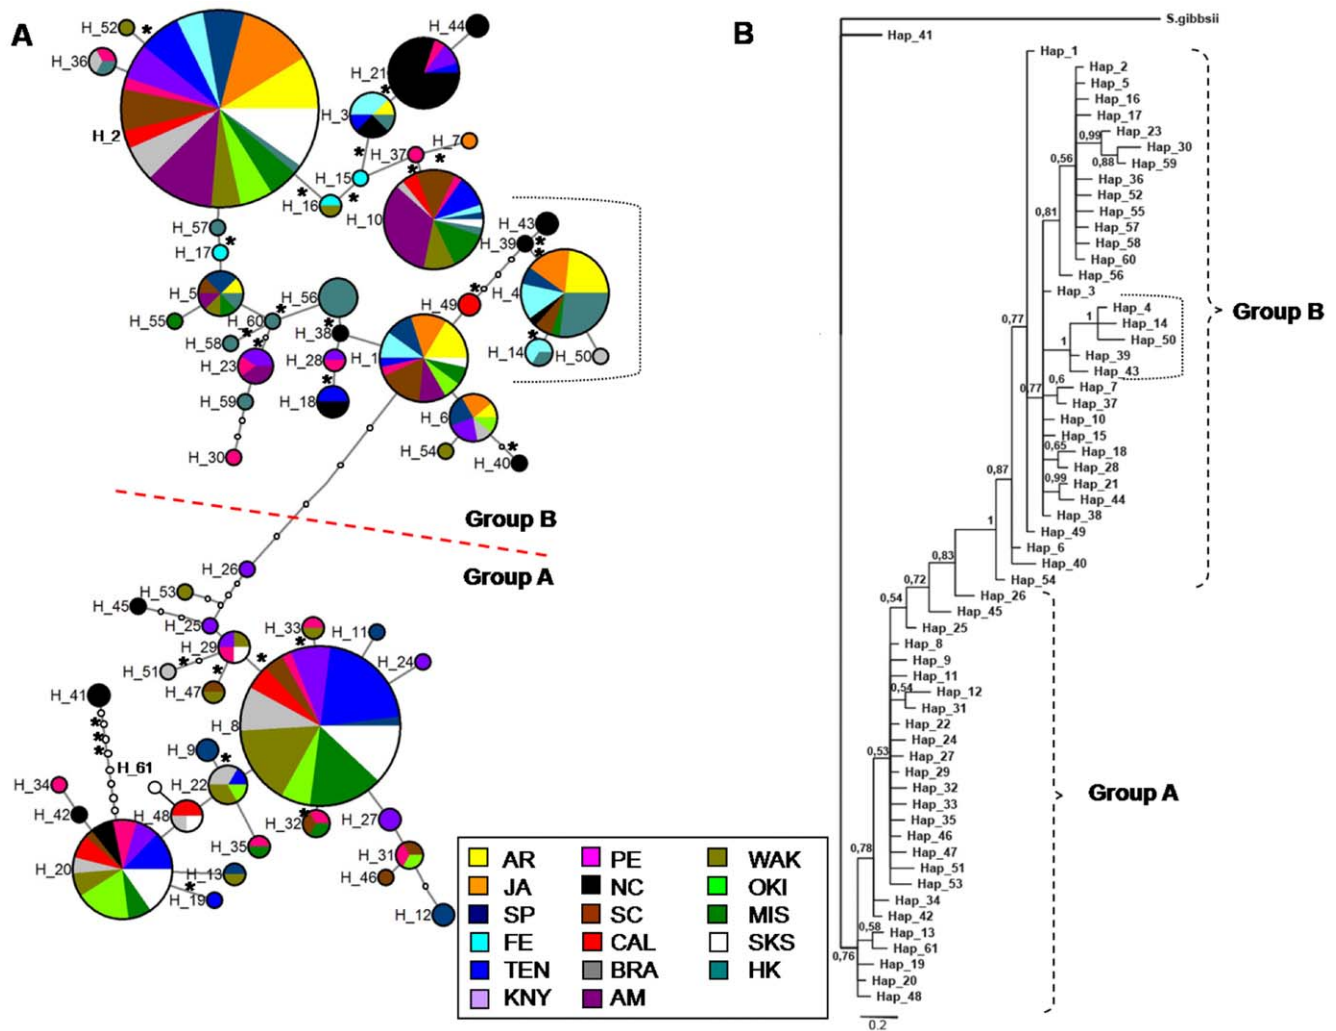 A
H_52
H_36
H_2
H_44
H_21
H_3
H_7
H_37
H_15
H_16
H_10
H_57
H_17
H_5
H_55
H_60
H_58
H_56
H_38
H_23
H_28
H_18
H_59
H_30
H_43
H_39
H_4
H_49
H_14
H_50
H_1
H_6
H_54
H_40
Group B
Group A
H_26
H_53
H_45
H_25
H_29
H_51
H_47
H_33
H_11
H_24
H_8
H_41
H_9
H_61
H_22
H_34
H_42
H_48
H_20
H_35
H_32
H_27
H_31
H_46
H_13
H_19
H_12
AR PE WAK
JA NC OKI
SP SC MIS
FE CAL SKS
TEN BRA HK
KNY AM
B
S.gibbsii
Hap_41
Hap_1
Hap_2
Hap_5
Hap_16
Hap_17
Hap_23
0,99
Hap_30
0,88
Hap_59
0,56
Hap_36
Hap_52
0,81
Hap_55
Hap_57
Hap_58
Hap_60
Hap_56
Hap_3
Hap_4
0,77
1
Hap_14
Hap_50
1
Hap_39
Hap_43
0,77
0,6
Hap_7
Hap_37
Hap_10
Hap_15
0,65
Hap_18
Hap_28
0,87
0,99
Hap_21
Hap_44
Hap_38
1
Hap_49
Hap_6
0,83
Hap_40
0,72
Hap_54
0,54
Hap_26
Hap_45
Hap_25
Hap_8
Hap_9
Hap_11
0,54
Hap_12
Hap_31
Hap_22
Hap_24
0,53
Hap_27
Hap_29
Hap_32
Hap_33
Hap_35
Hap_46
0,78
Hap_47
Hap_51
Hap_53
Hap_34
Hap_42
0,58
Hap_13
Hap_61
0,76
Hap_19
Hap_20
Hap_48
0.2
Group B
Group A